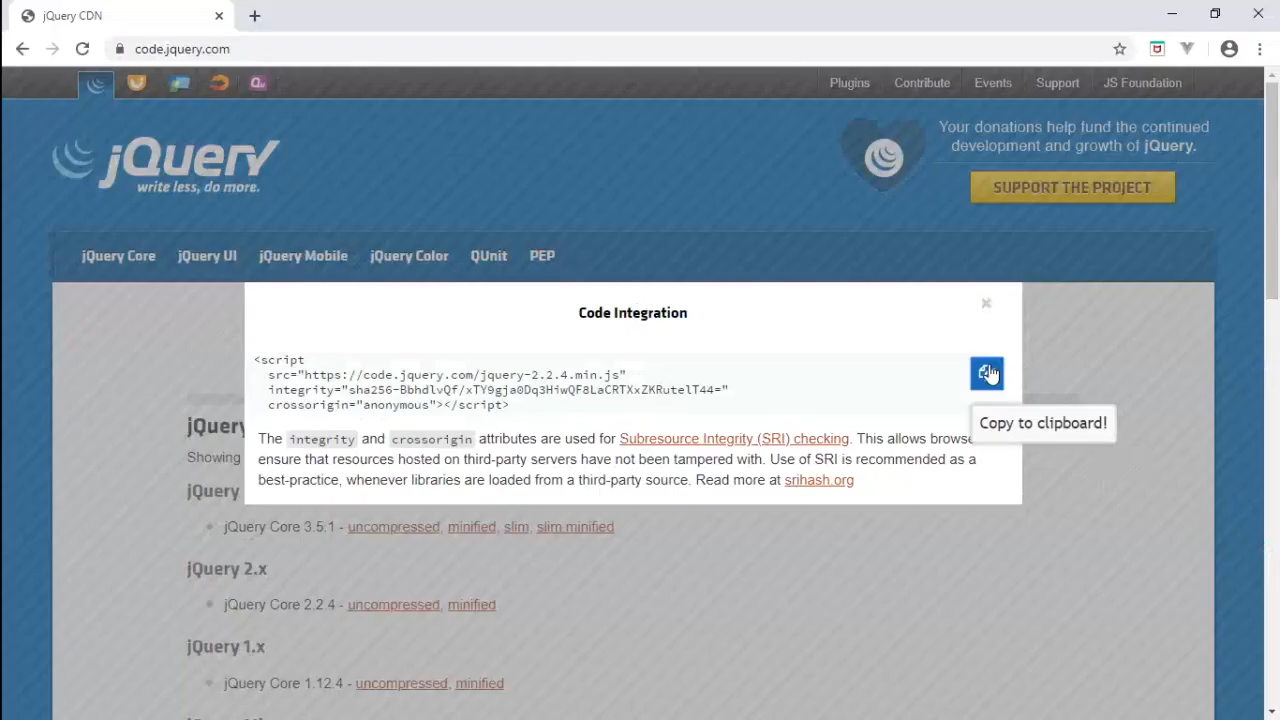 jQuery CDN
code.jquery.com
Plugins Contribute Events Support JS Foundation
jQuery
write less, do more.
Your donations help fund the continued
development and growth of jQuery.
SUPPORT THE PROJECT
jQuery Core jQuery UI jQuery Mobile jQuery Color QUnit PEP
Code Integration
<script
src="https://code.jquery.com/jquery-2.2.4.min.js"
integrity="sha256-BbhdlvQf/xTY9gja0Dq3HiwQF8LaCRTXxZKRutelT44="
crossorigin="anonymous"></script>
Copy to clipboard!
jQuery
The integrity and crossorigin attributes are used for Subresource Integrity (SRI) checking. This allows browse
Showing
ensure that resources hosted on third-party servers have not been tampered with. Use of SRI is recommended as a
best-practice, whenever libraries are loaded from a third-party source. Read more at srihash.org
jQuery
jQuery Core 3.5.1 - uncompressed, minified, slim, slim minified
jQuery 2.x
jQuery Core 2.2.4 - uncompressed, minified
jQuery 1.x
jQuery Core 1.12.4 - uncompressed, minified